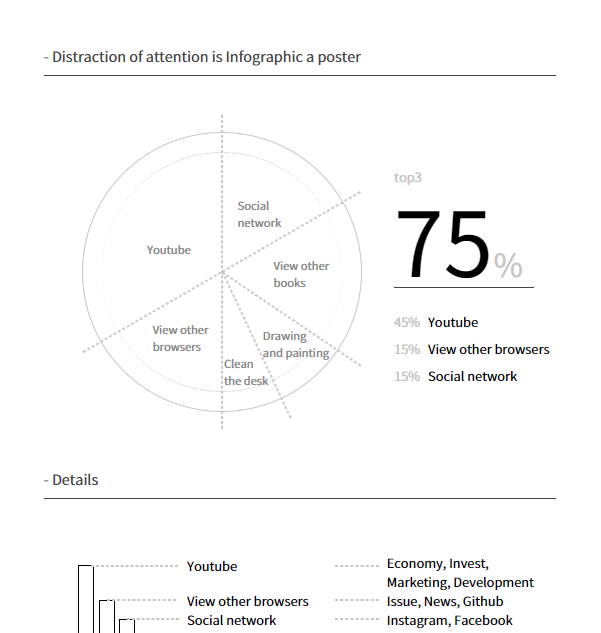 - Distraction of attention is Infographic a poster
Social
network
Youtube
View other
books
View other
browsers
Drawing
and painting
Clean
the desk
top3
75%
45% Youtube
15% View other browsers
15% Social network
- Details
Youtube
Economy, Invest,
Marketing, Development
View other browsers
Issue, News, Github
Social network
Instagram, Facebook